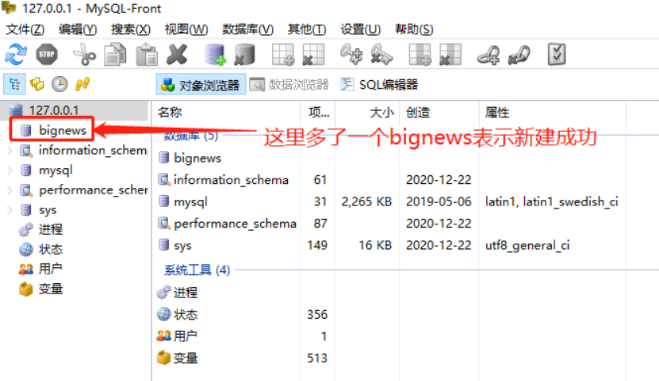 127.0.0.1 - MySQL-Front
文件(Z) 编辑(Y) 搜索(X) 视图(W) 数据库(V) 其他(T) 设置(U) 帮助(S)
对象浏览器 数据浏览器 SQL编辑器
127.0.0.1
bignews
information_schema
mysql
performance_scher
sys
进程
状态
用户
变量
名称 项... 大小 创造 属性
数据库 (5)
这里多了一个bignews表示新建成功
bignews
information_schema 61 2020-12-22
mysql 31 2,265 KB 2019-05-06 latin1, latin1_swedish_ci
performance_schema 87 2020-12-22
sys 149 16 KB 2020-12-22 utf8_general_ci
系统工具 (4)
进程
状态 356
用户 1
变量 513